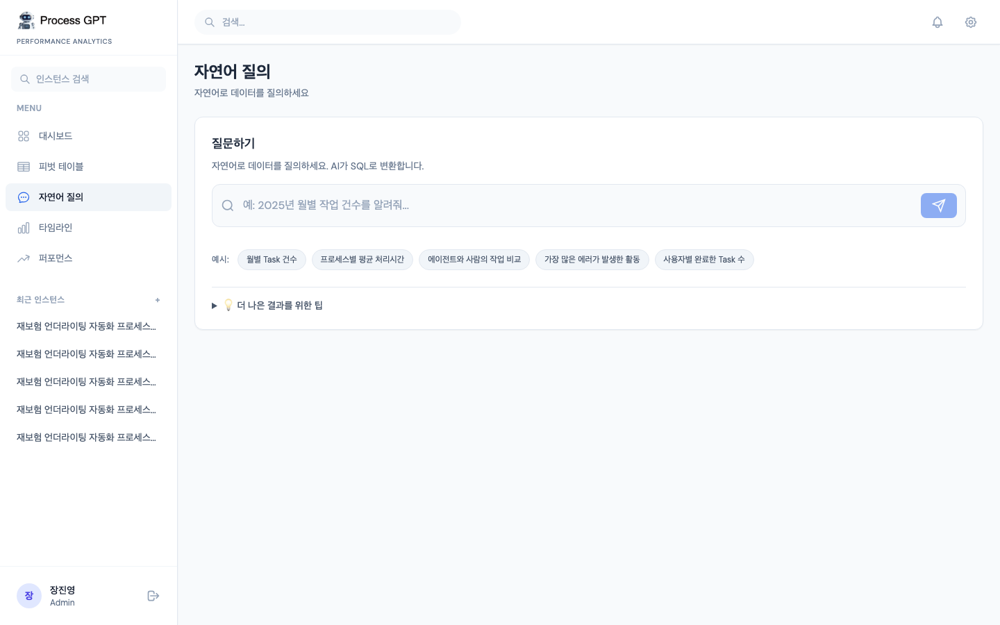 Process GPT
PERFORMANCE ANALYTICS
인스턴스 검색
MENU
대시보드
피벗 테이블
자연어 질의
타임라인
퍼포먼스
최근 인스턴스 +
재보험 언더라이팅 자동화 프로세스...
재보험 언더라이팅 자동화 프로세스...
재보험 언더라이팅 자동화 프로세스...
재보험 언더라이팅 자동화 프로세스...
재보험 언더라이팅 자동화 프로세스...
장
장진영
Admin
검색...
자연어 질의
자연어로 데이터를 질의하세요
질문하기
자연어로 데이터를 질의하세요. AI가 SQL로 변환합니다.
예: 2025년 월별 작업 건수를 알려줘...
예시: 월별 Task 건수 프로세스별 평균 처리시간 에이전트와 사람의 작업 비교 가장 많은 에러가 발생한 활동 사용자별 완료한 Task 수
▶ 💡 더 나은 결과를 위한 팁